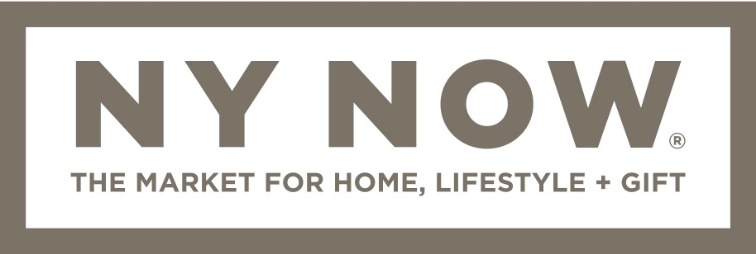 NY NOW®
THE MARKET FOR HOME, LIFESTYLE + GIFT